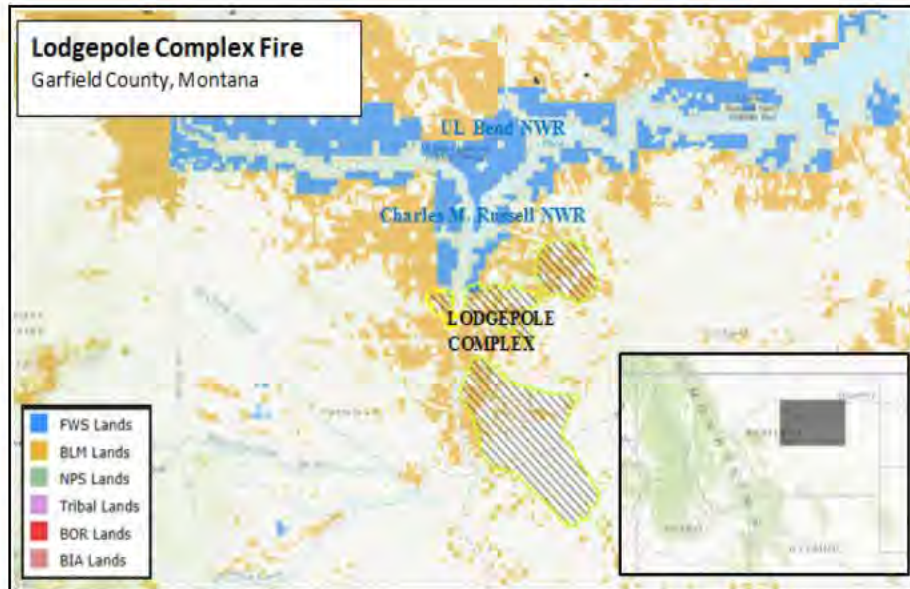 Lodgepole Complex Fire
Garfield County, Montana
UL Bend NWR
Charles M. Russell NWR
LODGEPOLE
COMPLEX
FWS Lands
BLM Lands
NPS Lands
Tribal Lands
BOR Lands
BIA Lands